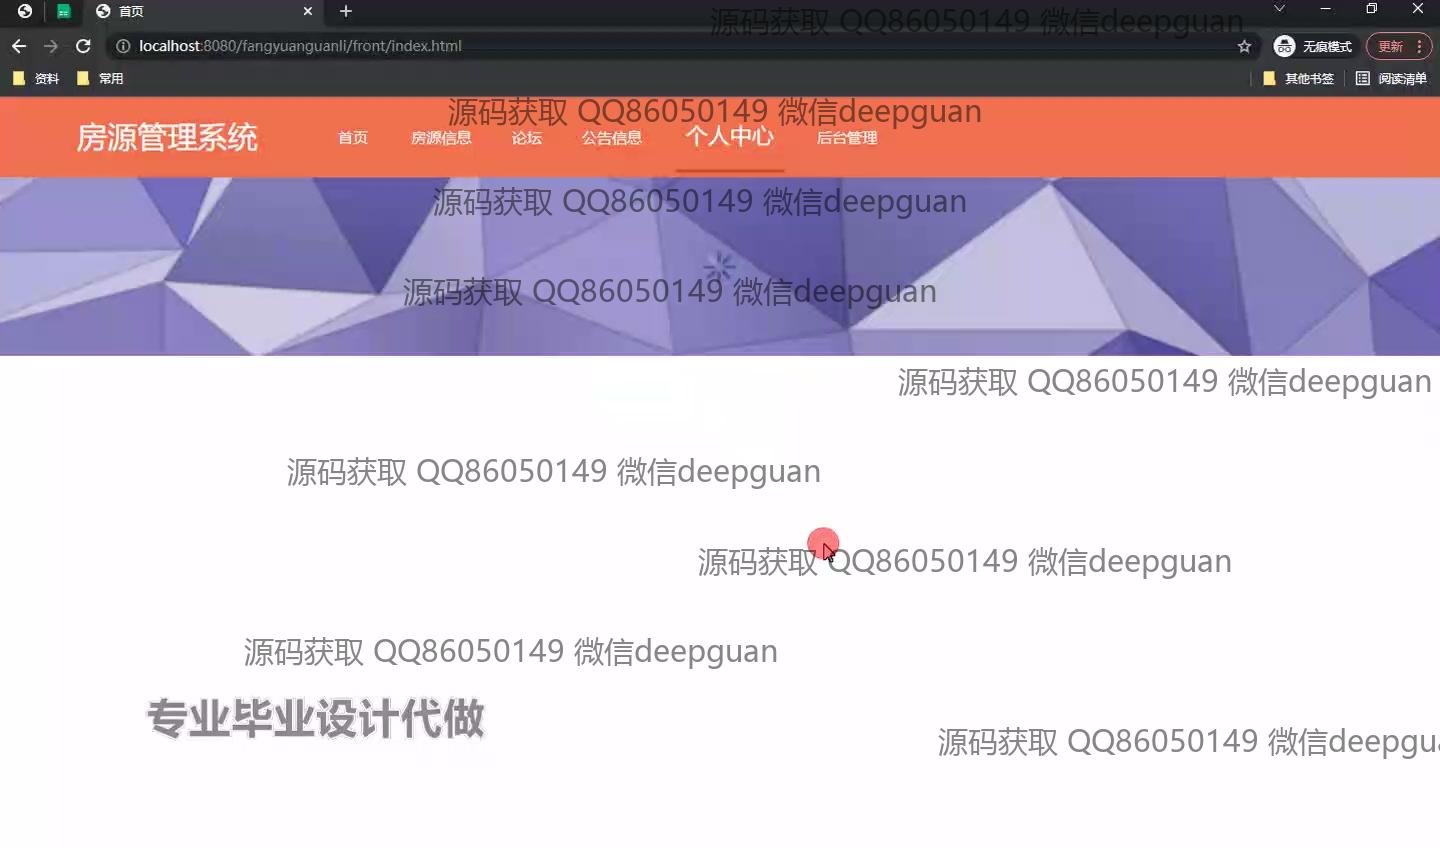 首页
源码获取 QQ86050149 微信deepguan
localhost:8080/fangyuanguanli/front/index.html
无痕模式
更新
资料
常用
其他书签
阅读清单
源码获取 QQ86050149 微信deepguan
房源管理系统
首页
房源信息
论坛
公告信息
个人中心
后台管理
源码获取 QQ86050149 微信deepguan
源码获取 QQ86050149 微信deepguan
源码获取 QQ86050149 微信deepguan
源码获取 QQ86050149 微信deepguan
源码获取 QQ86050149 微信deepguan
源码获取 QQ86050149 微信deepguan
专业毕业设计代做
源码获取 QQ86050149 微信deepgua